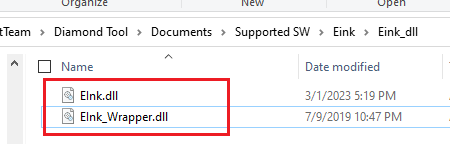 Organize
New
Open
tTeam > Diamond Tool > Documents > Supported SW > Eink > Eink_dll
Name
Date modified
EInk.dll
3/1/2023 5:19 PM
EInk_Wrapper.dll
7/9/2019 10:47 PM